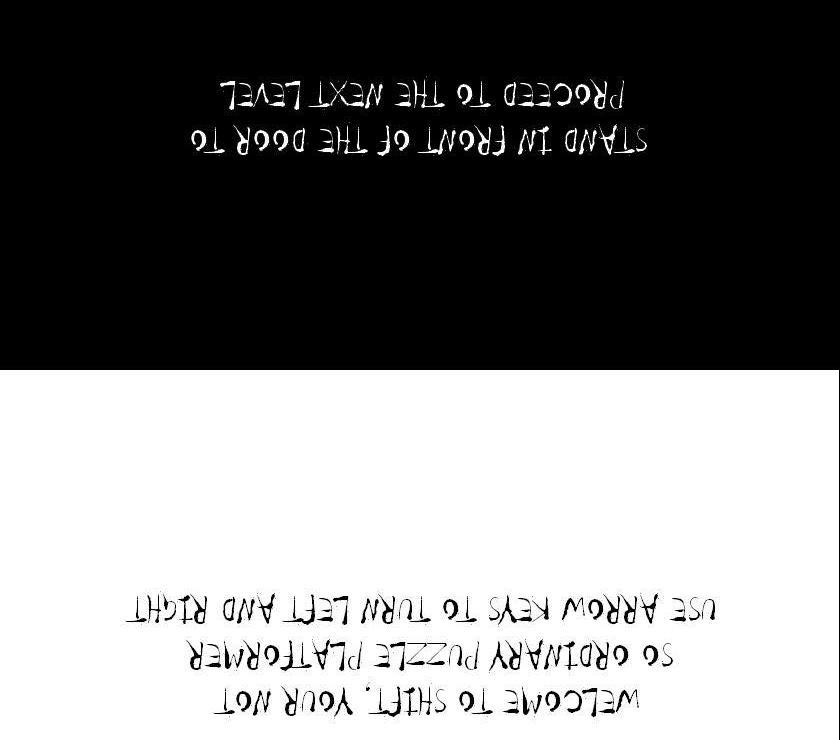 WELCOME TO SHIFT, YOUR NOT
SO ORDINARY PUZZLE PLATFORMER
USE ARROW KEYS TO TURN LEFT AND RIGHT
STAND IN FRONT OF THE DOOR TO
PROCEED TO THE NEXT LEVEL